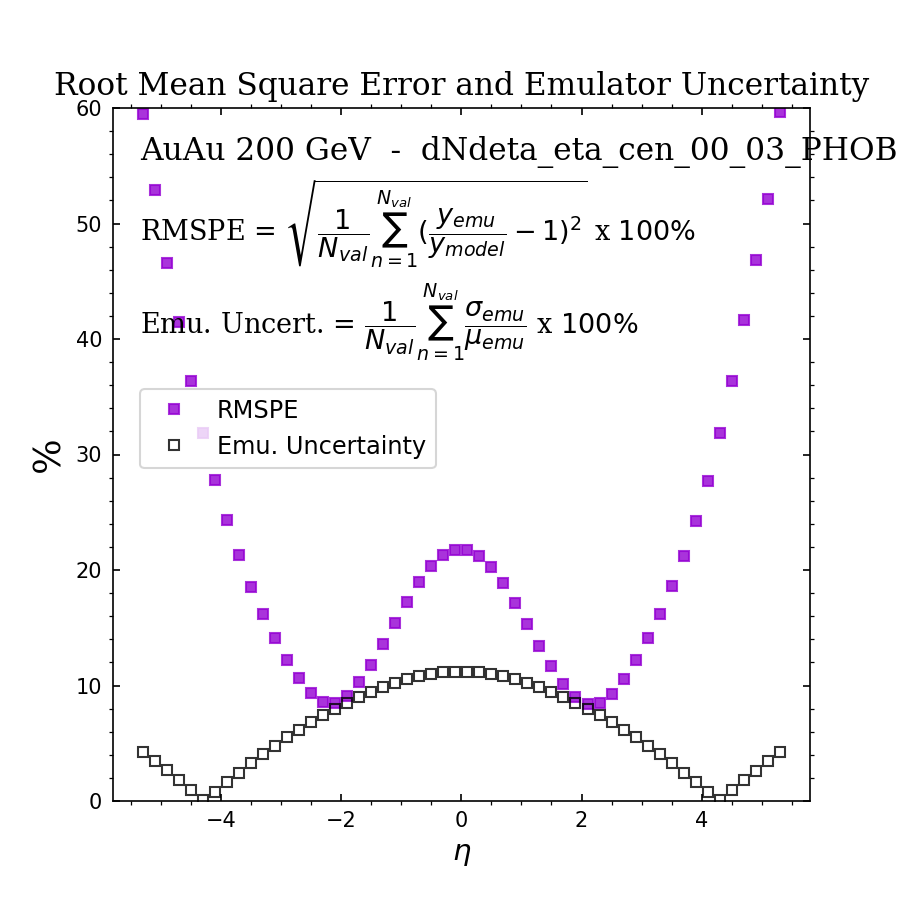 Root Mean Square Error and Emulator Uncertainty
AuAu 200 GeV - dNdeta_eta_cen_00_03_PHOB
RMSPE = √(1/N_val ∑_{n=1}^{N_val} (y_emu/y_model − 1)²) x 100%
Emu. Uncert. = 1/N_val ∑_{n=1}^{N_val} σ_emu/μ_emu x 100%
RMSPE
Emu. Uncertainty
%
60
50
40
30
20
10
0
−4 −2 0 2 4
η